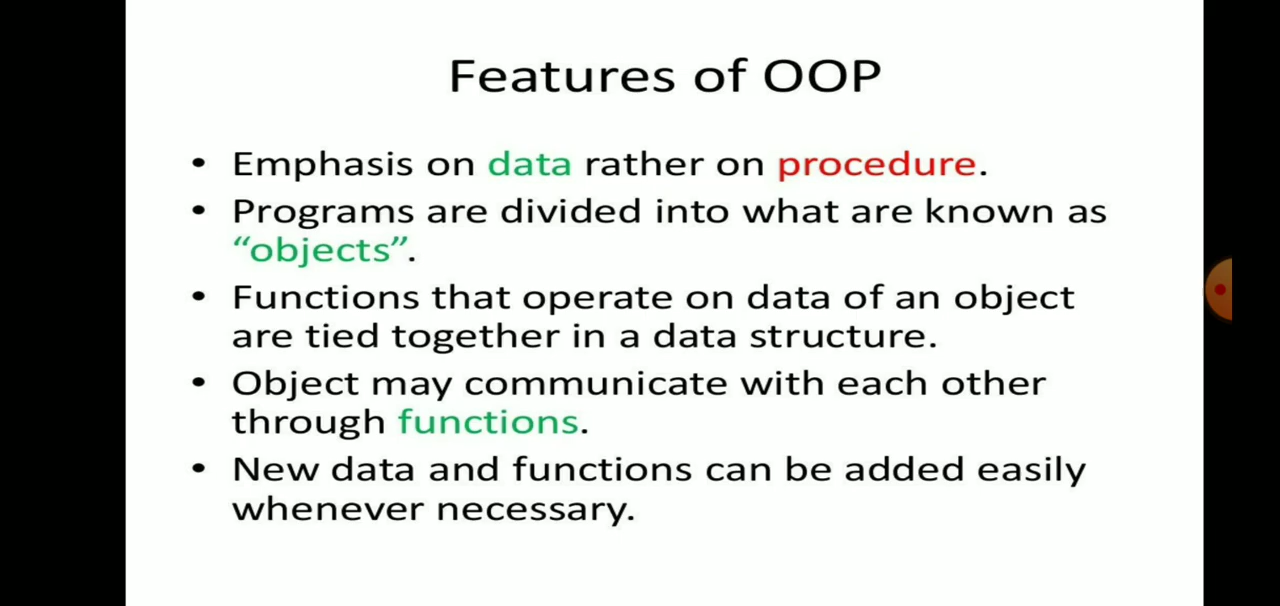 Features of OOP
• Emphasis on data rather on procedure.
• Programs are divided into what are known as
“objects”.
• Functions that operate on data of an object
are tied together in a data structure.
• Object may communicate with each other
through functions.
• New data and functions can be added easily
whenever necessary.